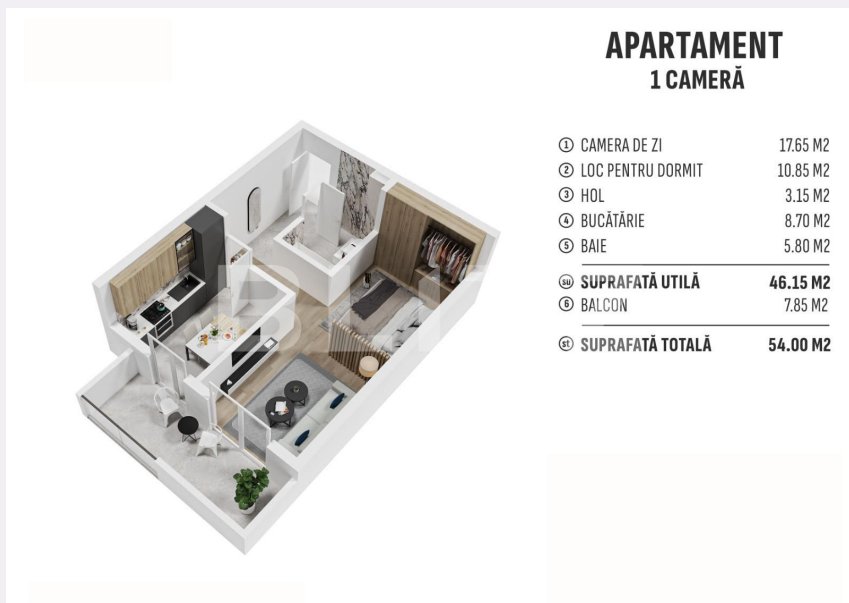 APARTAMENT
1 CAMERĂ
① CAMERA DE ZI 17.65 M2
② LOC PENTRU DORMIT 10.85 M2
③ HOL 3.15 M2
④ BUCĂTĂRIE 8.70 M2
⑤ BAIE 5.80 M2
su SUPRAFATĂ UTILĂ 46.15 M2
⑥ BALCON 7.85 M2
st SUPRAFATĂ TOTALĂ 54.00 M2